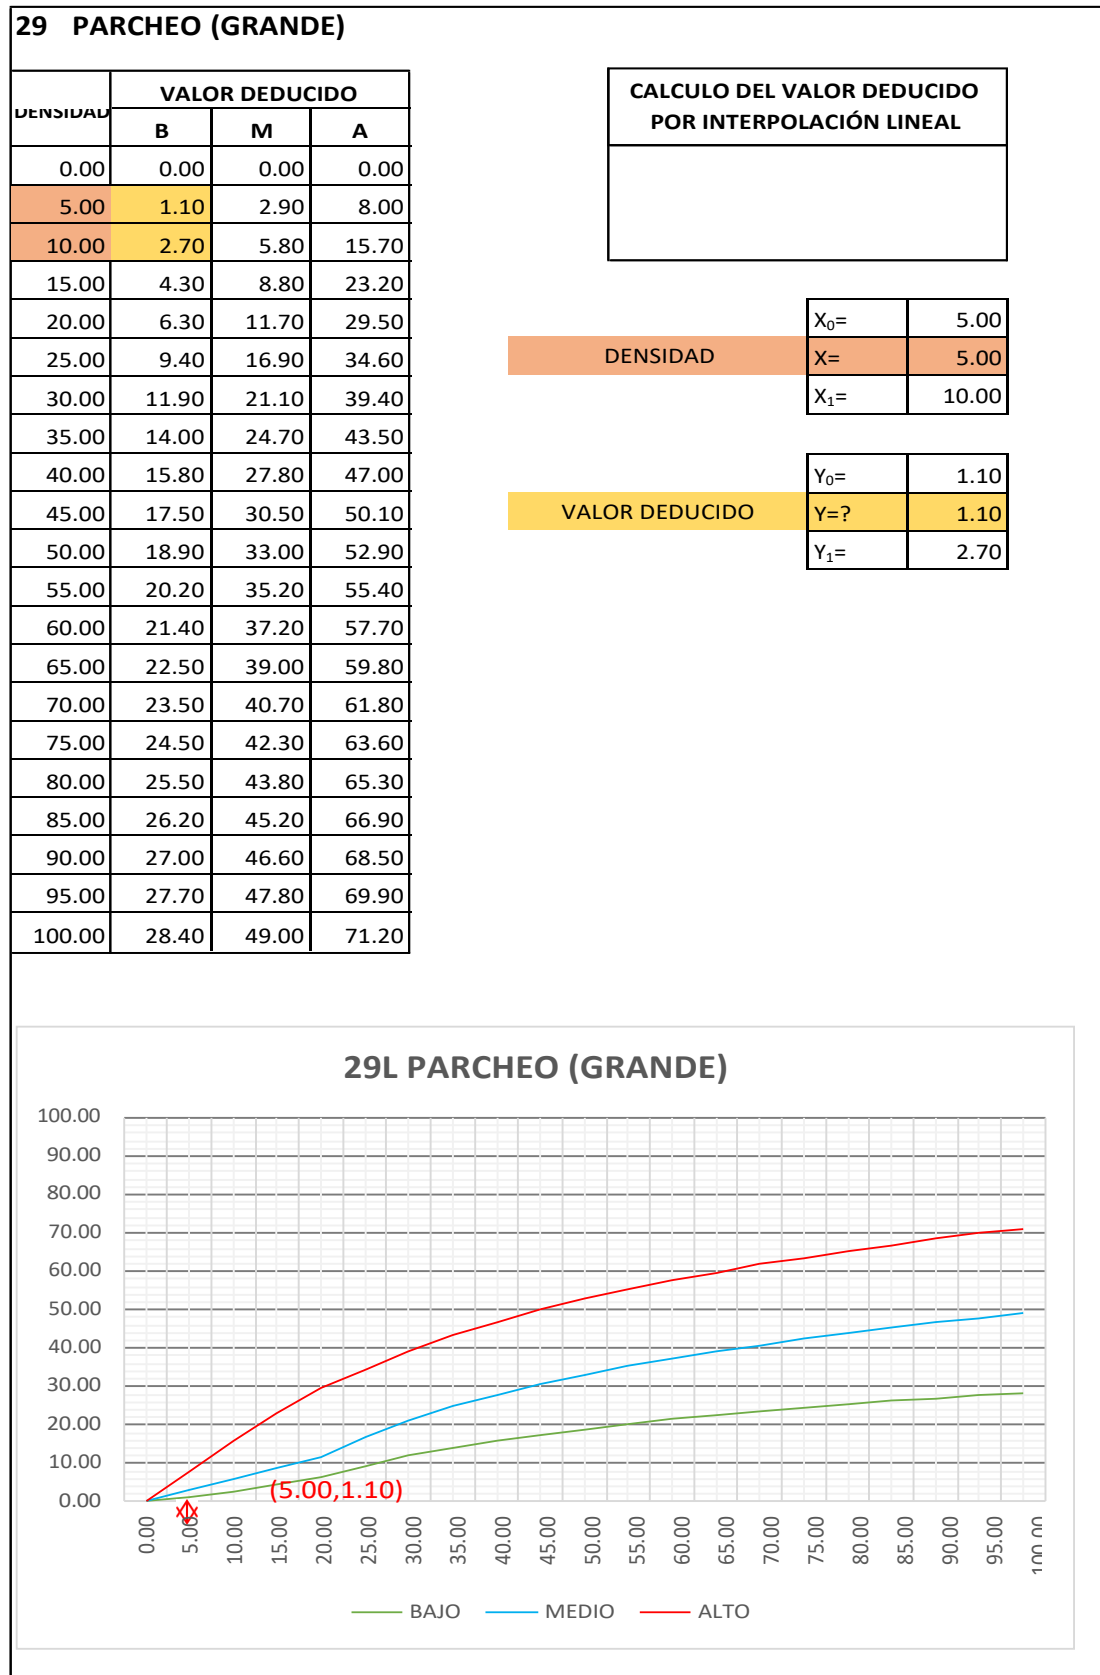 29 PARCHEO (GRANDE)
DENSIDAD VALOR DEDUCIDO
B M A
0.00 0.00 0.00 0.00
5.00 1.10 2.90 8.00
10.00 2.70 5.80 15.70
15.00 4.30 8.80 23.20
20.00 6.30 11.70 29.50
25.00 9.40 16.90 34.60
30.00 11.90 21.10 39.40
35.00 14.00 24.70 43.50
40.00 15.80 27.80 47.00
45.00 17.50 30.50 50.10
50.00 18.90 33.00 52.90
55.00 20.20 35.20 55.40
60.00 21.40 37.20 57.70
65.00 22.50 39.00 59.80
70.00 23.50 40.70 61.80
75.00 24.50 42.30 63.60
80.00 25.50 43.80 65.30
85.00 26.20 45.20 66.90
90.00 27.00 46.60 68.50
95.00 27.70 47.80 69.90
100.00 28.40 49.00 71.20
CALCULO DEL VALOR DEDUCIDO
POR INTERPOLACIÓN LINEAL
X₀= 5.00
DENSIDAD X= 5.00
X₁= 10.00
Y₀= 1.10
VALOR DEDUCIDO Y=? 1.10
Y₁= 2.70
29L PARCHEO (GRANDE)
100.00
90.00
80.00
70.00
60.00
50.00
40.00
30.00
20.00
10.00
0.00
(5.00,1.10)
0.00 5.00 10.00 15.00 20.00 25.00 30.00 35.00 40.00 45.00 50.00 55.00 60.00 65.00 70.00 75.00 80.00 85.00 90.00 95.00 100.00
BAJO MEDIO ALTO